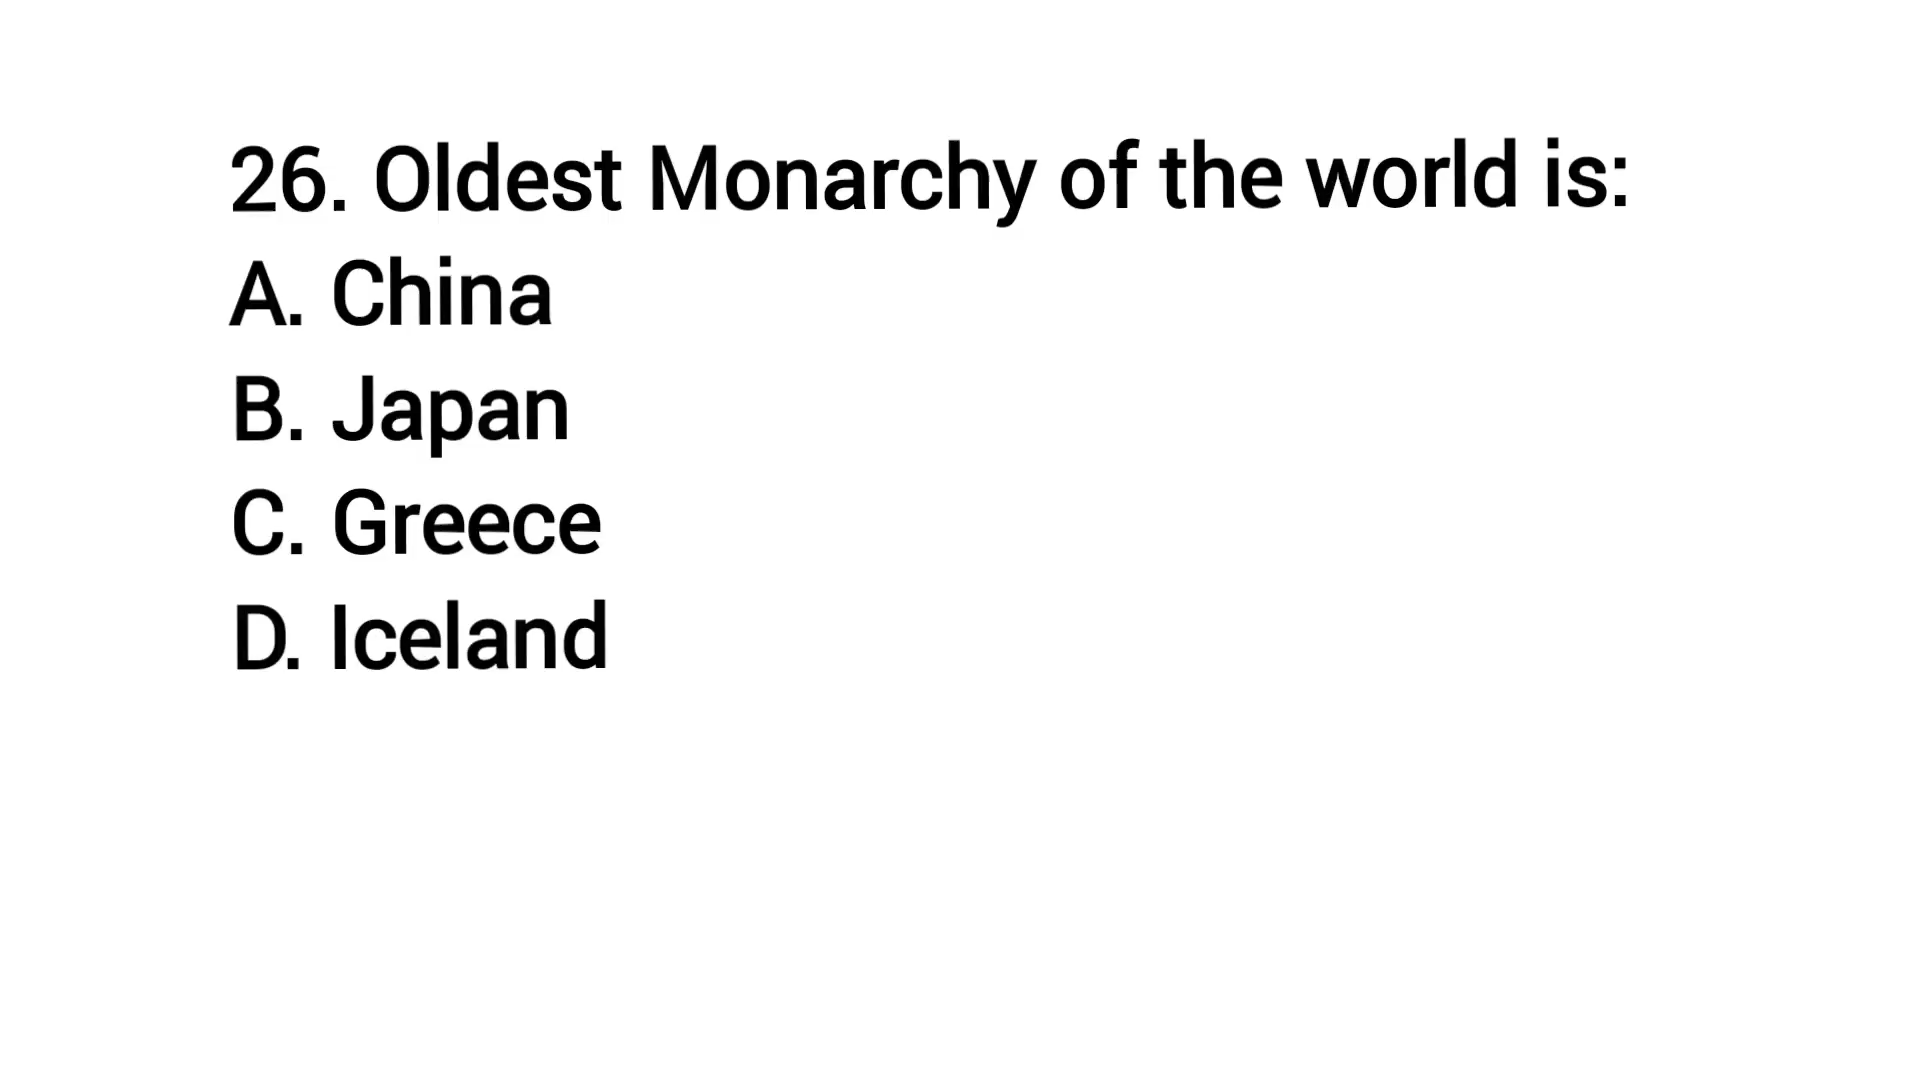 26. Oldest Monarchy of the world is:
A. China
B. Japan
C. Greece
D. Iceland